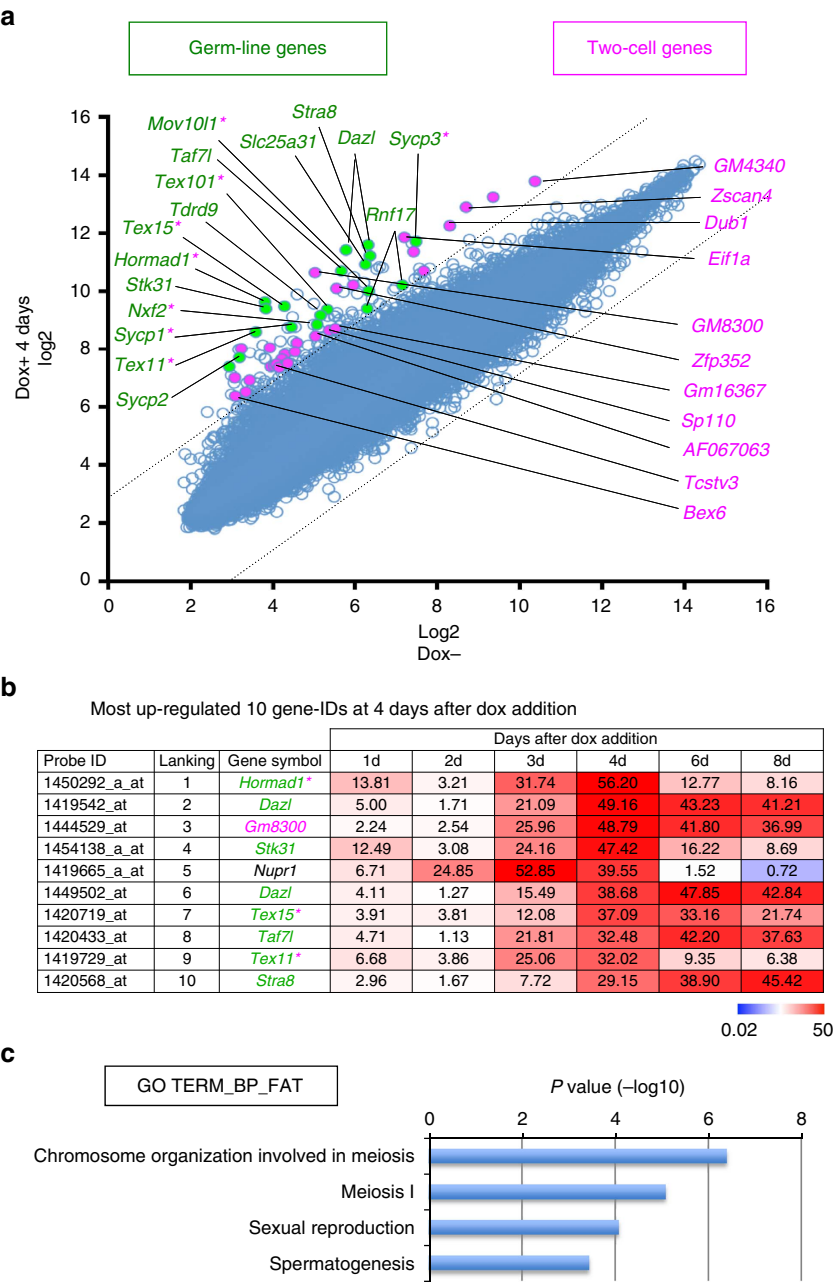 a
Germ-line genes
Two-cell genes
Mov10l1*
Taf7l
Tex101*
Tdrd9
Tex15*
Hormad1*
Stk31
Nxf2*
Sycp1*
Tex11*
Sycp2
Stra8
Slc25a31
Dazl
Sycp3*
Rnf17
GM4340
Zscan4
Dub1
Eif1a
GM8300
Zfp352
Gm16367
Sp110
AF067063
Tcstv3
Bex6
Dox+ 4 days
log2
16
14
12
10
8
6
4
2
0
0 2 4 6 8 10 12 14 16
Log2
Dox–
b
Most up-regulated 10 gene-IDs at 4 days after dox addition
Days after dox addition
Probe ID Lanking Gene symbol 1d 2d 3d 4d 6d 8d
1450292_a_at 1 Hormad1* 13.81 3.21 31.74 56.20 12.77 8.16
1419542_at 2 Dazl 5.00 1.71 21.09 49.16 43.23 41.21
1444529_at 3 Gm8300 2.24 2.54 25.96 48.79 41.80 36.99
1454138_a_at 4 Stk31 12.49 3.08 24.16 47.42 16.22 8.69
1419665_a_at 5 Nupr1 6.71 24.85 52.85 39.55 1.52 0.72
1449502_at 6 Dazl 4.11 1.27 15.49 38.68 47.85 42.84
1420719_at 7 Tex15* 3.91 3.81 12.08 37.09 33.16 21.74
1420433_at 8 Taf7l 4.71 1.13 21.81 32.48 42.20 37.63
1419729_at 9 Tex11* 6.68 3.86 25.06 32.02 9.35 6.38
1420568_at 10 Stra8 2.96 1.67 7.72 29.15 38.90 45.42
0.02 50
c
GO TERM_BP_FAT
P value (–log10)
0 2 4 6 8
Chromosome organization involved in meiosis
Meiosis I
Sexual reproduction
Spermatogenesis